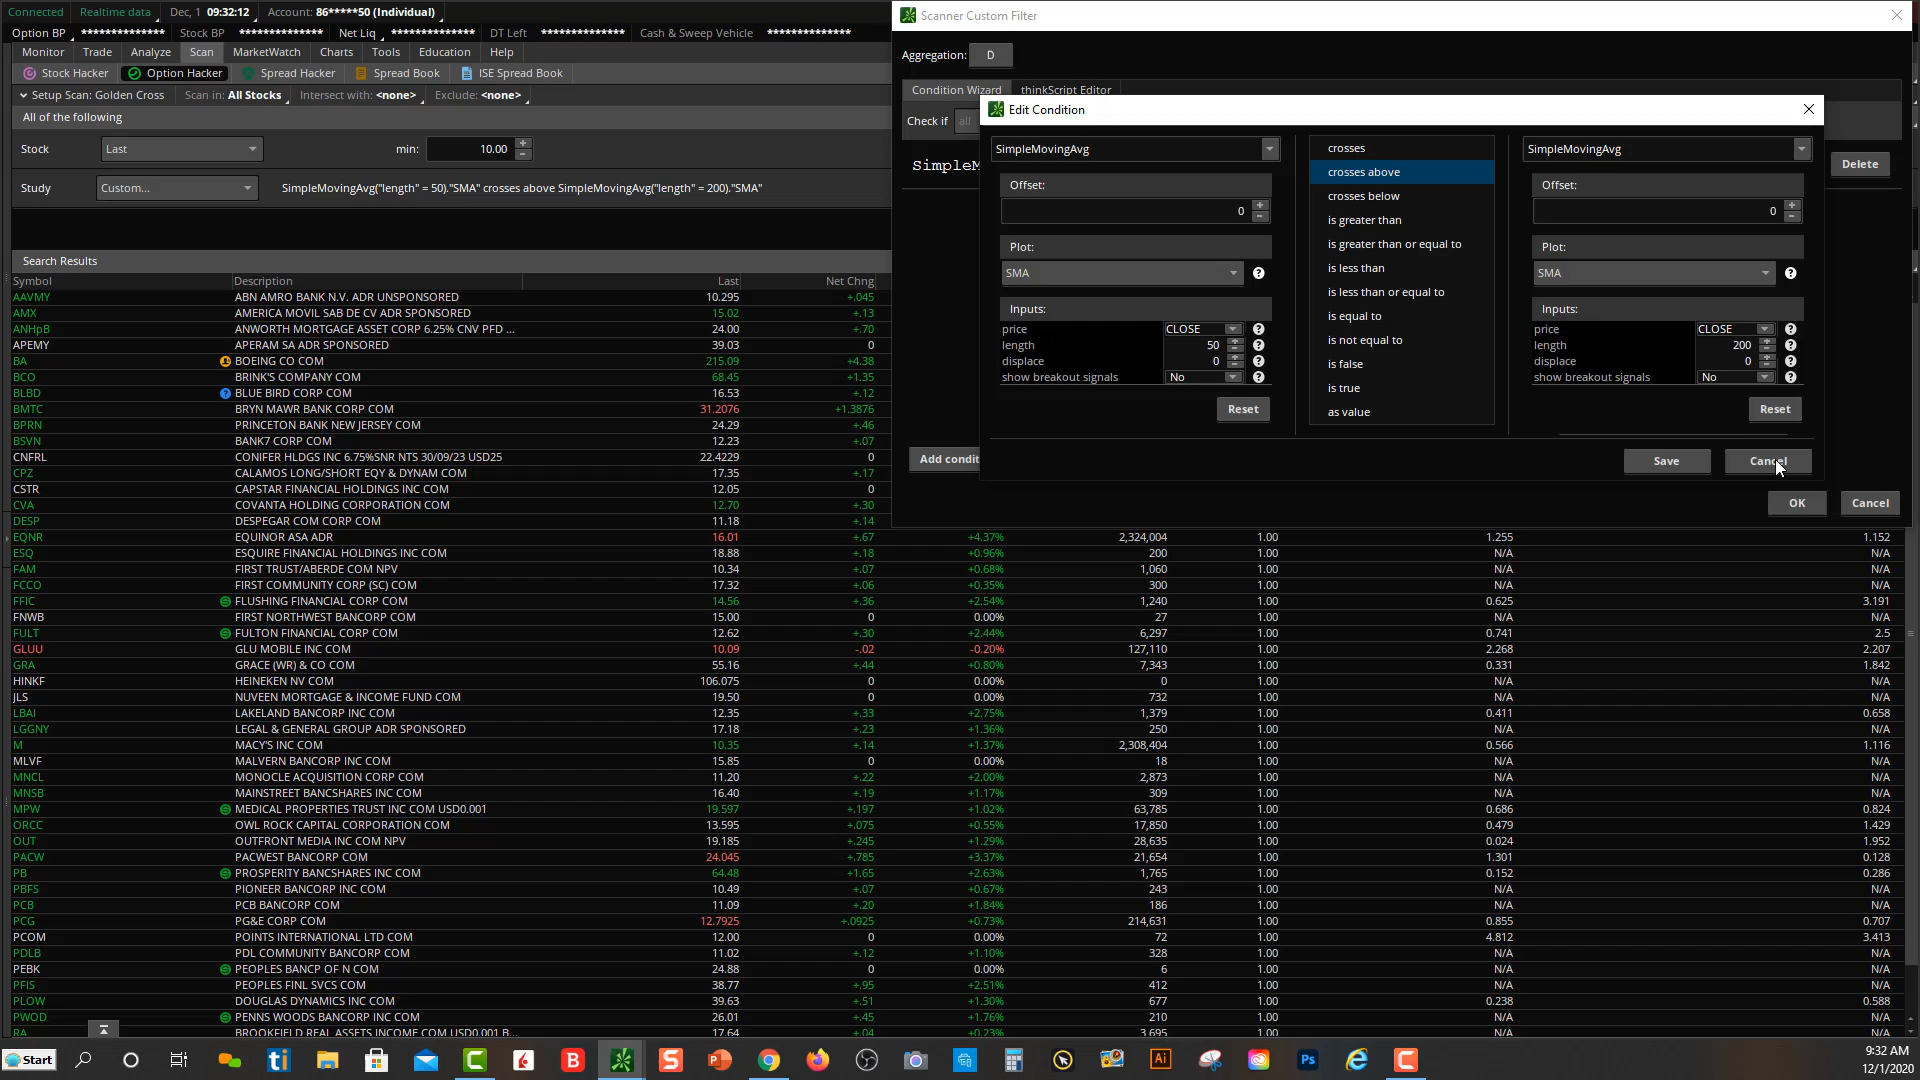 Connected Realtime data Dec, 1 09:32:12 Account: 86*****50 (Individual)
Option BP ************** Stock BP ************** Net Liq ************** DT Left ************** Cash & Sweep Vehicle **************
Monitor Trade Analyze Scan MarketWatch Charts Tools Education Help
Stock Hacker Option Hacker Spread Hacker Spread Book ISE Spread Book
Setup Scan: Golden Cross Scan in: All Stocks Intersect with: <none> Exclude: <none>
All of the following
Stock Last min: 10.00
Study Custom... SimpleMovingAvg("length" = 50)."SMA" crosses above SimpleMovingAvg("length" = 200)."SMA"
Scanner Custom Filter
Aggregation: D
Condition Wizard thinkScript Editor
Check if all
Delete
Edit Condition
SimpleMovingAvg
Offset:
0
Plot:
SMA
Inputs:
price CLOSE
length 50
displace 0
show breakout signals No
Reset
crosses
crosses above
crosses below
is greater than
is greater than or equal to
is less than
is less than or equal to
is equal to
is not equal to
is false
is true
as value
SimpleMovingAvg
Offset:
0
Plot:
SMA
Inputs:
price CLOSE
length 200
displace 0
show breakout signals No
Reset
Save Cancel
OK Cancel
Search Results
Symbol Description Last Net Chng
AAVMY ABN AMRO BANK N.V. ADR UNSPONSORED 10.295 +.045
AMX AMERICA MOVIL SAB DE CV ADR SPONSORED 15.02 +.13
ANHpB ANWORTH MORTGAGE ASSET CORP 6.25% CNV PFD ... 24.00 +.70
APEMY APERAM SA ADR SPONSORED 39.03 0
BA BOEING CO COM 215.09 +4.38
BCO BRINK'S COMPANY COM 68.45 +1.35
BLBD BLUE BIRD CORP COM 16.53 +.12
BMTC BRYN MAWR BANK CORP COM 31.2076 +1.3876
BPRN PRINCETON BANK NEW JERSEY COM 24.29 +.46
BSVN BANK7 CORP COM 12.23 +.07
CNFRL CONIFER HLDGS INC 6.75%SNR NTS 30/09/23 USD25 22.4229 0
CPZ CALAMOS LONG/SHORT EQY & DYNAM COM 17.35 +.17
CSTR CAPSTAR FINANCIAL HOLDINGS INC COM 12.05 0
CVA COVANTA HOLDING CORPORATION COM 12.70 +.30
DESP DESPEGAR COM CORP COM 11.18 +.14
EQNR EQUINOR ASA ADR 16.01 +.67 +4.37% 2,324,004 1.00 1.255 1.152
ESQ ESQUIRE FINANCIAL HOLDINGS INC COM 18.88 +.18 +0.96% 200 1.00 N/A N/A
FAM FIRST TRUST/ABERDE COM NPV 10.34 +.07 +0.68% 1,060 1.00 N/A N/A
FCCO FIRST COMMUNITY CORP (SC) COM 17.32 +.06 +0.35% 300 1.00 N/A N/A
FFIC FLUSHING FINANCIAL CORP COM 14.56 +.36 +2.54% 1,240 1.00 0.625 3.191
FNWB FIRST NORTHWEST BANCORP COM 15.00 0 0.00% 27 1.00 N/A N/A
FULT FULTON FINANCIAL CORP COM 12.62 +.30 +2.44% 6,297 1.00 0.741 2.5
GLUU GLU MOBILE INC COM 10.09 -.02 -0.20% 127,110 1.00 2.268 2.207
GRA GRACE (WR) & CO COM 55.16 +.44 +0.80% 7,343 1.00 0.331 1.842
HINKF HEINEKEN NV COM 106.075 0 0.00% 0 1.00 N/A N/A
JLS NUVEEN MORTGAGE & INCOME FUND COM 19.50 0 0.00% 732 1.00 N/A N/A
LBAI LAKELAND BANCORP INC COM 12.35 +.33 +2.75% 1,379 1.00 0.411 0.658
LGGNY LEGAL & GENERAL GROUP ADR SPONSORED 17.18 +.23 +1.36% 250 1.00 N/A N/A
M MACY'S INC COM 10.35 +.14 +1.37% 2,308,404 1.00 0.566 1.116
MLVF MALVERN BANCORP INC COM 15.85 0 0.00% 18 1.00 N/A N/A
MNCL MONOCLE ACQUISITION CORP COM 11.20 +.22 +2.00% 2,873 1.00 N/A N/A
MNSB MAINSTREET BANCSHARES INC COM 16.40 +.19 +1.17% 309 1.00 N/A N/A
MPW MEDICAL PROPERTIES TRUST INC COM USD0.001 19.597 +.197 +1.02% 63,785 1.00 0.686 0.824
ORCC OWL ROCK CAPITAL CORPORATION COM 13.595 +.075 +0.55% 17,850 1.00 0.479 1.429
OUT OUTFRONT MEDIA INC COM NPV 19.185 +.245 +1.29% 28,635 1.00 0.024 1.952
PACW PACWEST BANCORP COM 24.045 +.785 +3.37% 21,654 1.00 1.301 0.128
PB PROSPERITY BANCSHARES INC COM 64.48 +1.65 +2.63% 1,765 1.00 0.152 0.286
PBFS PIONEER BANCORP INC COM 10.49 +.07 +0.67% 243 1.00 N/A N/A
PCB PCB BANCORP COM 11.09 +.20 +1.84% 186 1.00 N/A N/A
PCG PG&E CORP COM 12.7925 +.0925 +0.73% 214,631 1.00 0.855 0.707
PCOM POINTS INTERNATIONAL LTD COM 12.00 0 0.00% 72 1.00 4.812 3.413
PDLB PDL COMMUNITY BANCORP COM 11.02 +.12 +1.10% 328 1.00 N/A N/A
PEBK PEOPLES BANCP OF N COM 24.88 0 0.00% 6 1.00 N/A N/A
PFIS PEOPLES FINL SVCS COM 38.77 +.95 +2.51% 412 1.00 N/A N/A
PLOW DOUGLAS DYNAMICS INC COM 39.63 +.51 +1.30% 677 1.00 0.238 0.588
PWOD PENNS WOODS BANCORP INC COM 26.01 +.45 +1.76% 210 1.00 N/A N/A
RA BROOKFIELD REAL ASSETS INCOME COM USD0.001 B... 17.64 +.04 +0.23% 3,695 1.00 N/A N/A
Start 9:32 AM
12/1/2020